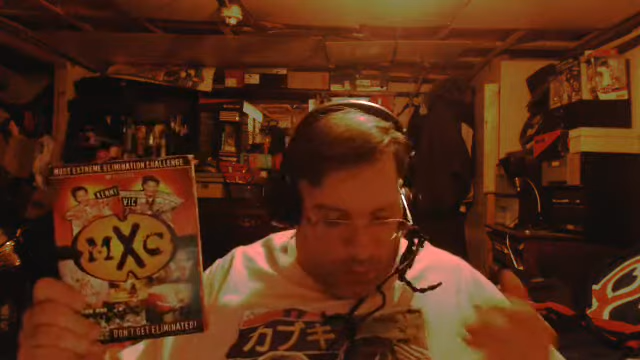 MOST EXTREME ELIMINATION CHALLENGE
KENNY
VIC
MXC
DON'T GET ELIMINATED!
カブキ